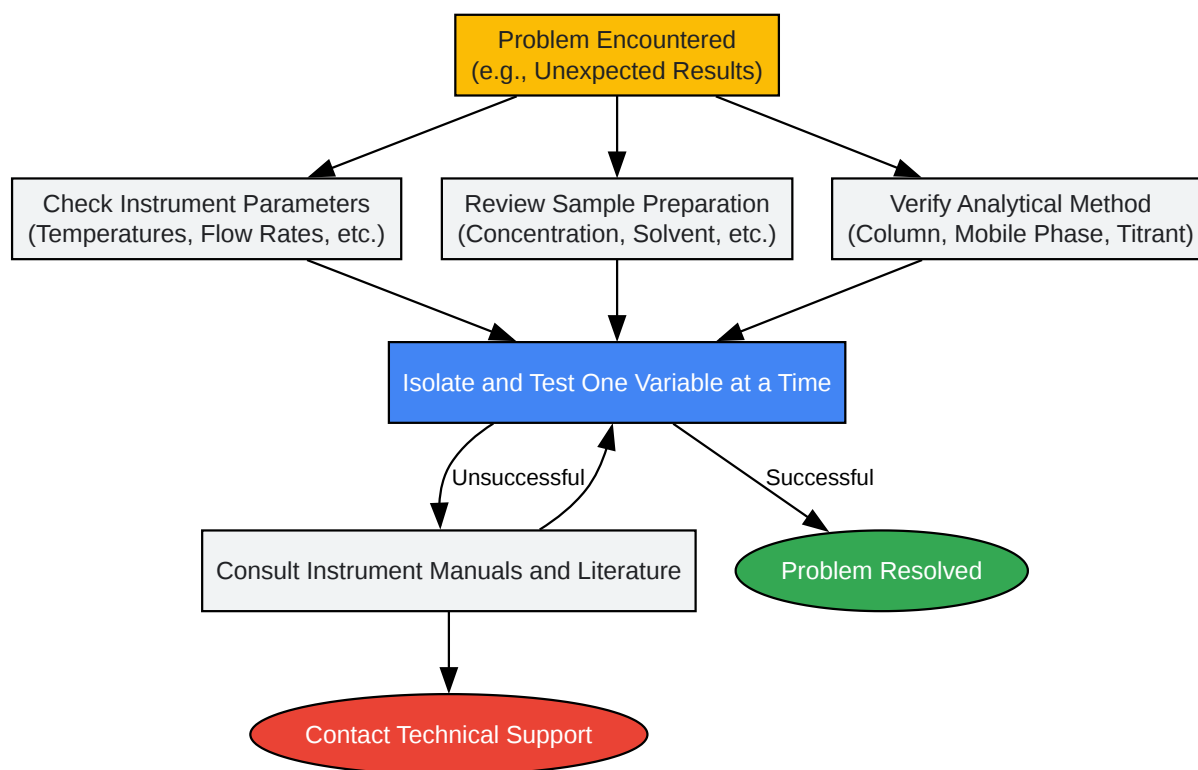 Problem Encountered
(e.g., Unexpected Results)
Check Instrument Parameters
(Temperatures, Flow Rates, etc.)
Review Sample Preparation
(Concentration, Solvent, etc.)
Verify Analytical Method
(Column, Mobile Phase, Titrant)
Isolate and Test One Variable at a Time
Unsuccessful
Successful
Consult Instrument Manuals and Literature
Problem Resolved
Contact Technical Support